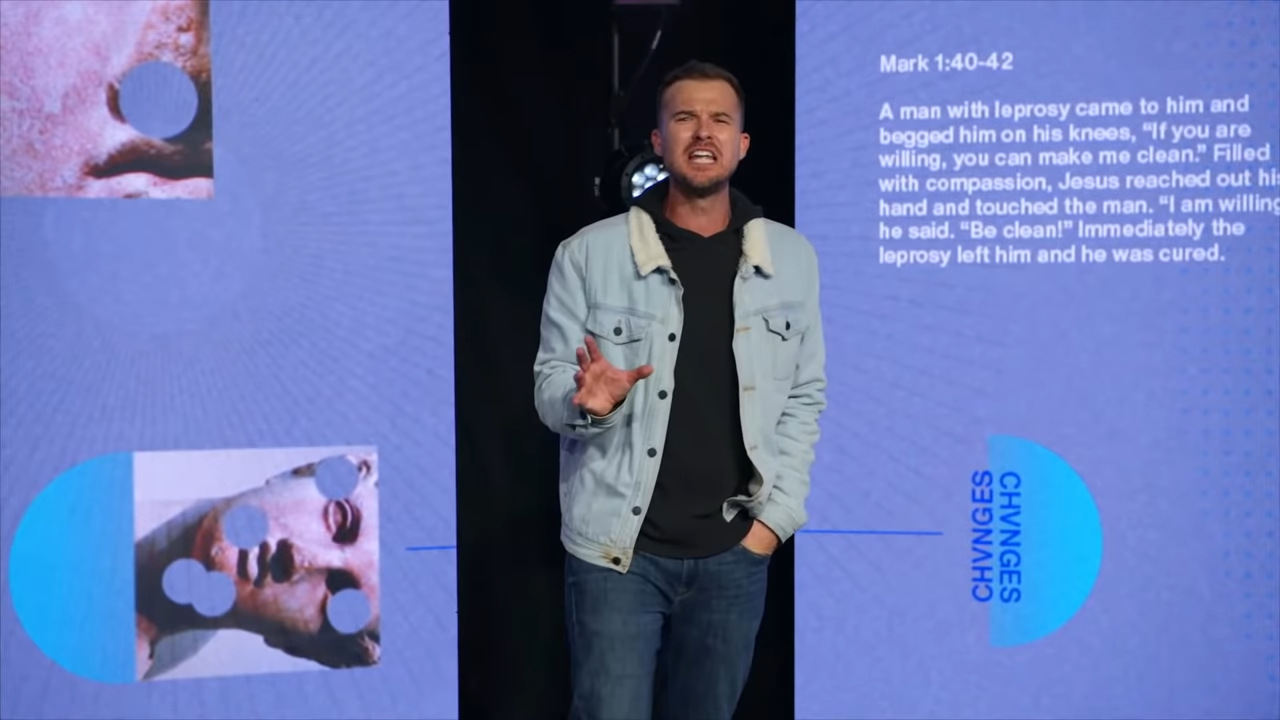 Mark 1:40-42
A man with leprosy came to him and
begged him on his knees, “If you are
willing, you can make me clean.” Filled
with compassion, Jesus reached out his
hand and touched the man. “I am willing
he said. “Be clean!” Immediately the
leprosy left him and he was cured.
CHVNGES
CHVNGES